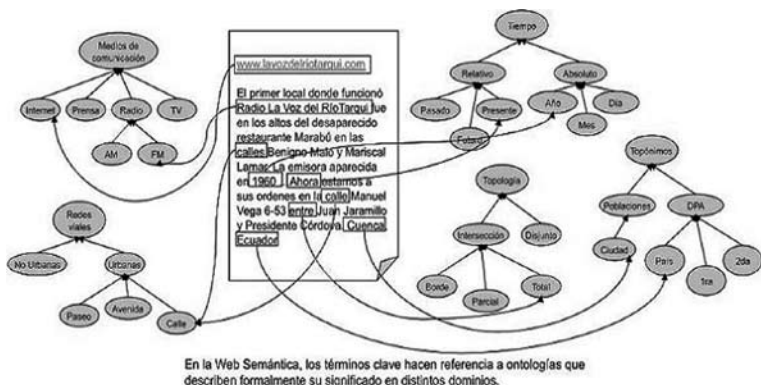 Medios de
comunicación
Internet
Prensa
Radio
TV
AM
FM
Redes
viales
No Urbanas
Urbanas
Paseo
Avenida
Calle
www.lavozdelriotarqui.com
El primer local donde funcionó
Radio La Voz del RíoTarqui fue
en los altos del desaparecido
restaurante Marabú en las
calles Benigno Malo y Mariscal
Lamar. La emisora aparecida
en 1960 Ahora estamos a
sus ordenes en la calle Manuel
Vega 6-53 entre Juan Jaramillo
y Presidente Córdova Cuenca
Ecuador
Tiempo
Relativo
Absoluto
Pasado
Presente
Futuro
Año
Mes
Día
Topología
Intersección
Disjunto
Borde
Parcial
Total
Topónimos
Poblaciones
DPA
Ciudad
País
1ra
2da
En la Web Semántica, los términos clave hacen referencia a ontologías que
describen formalmente su significado en distintos dominios.